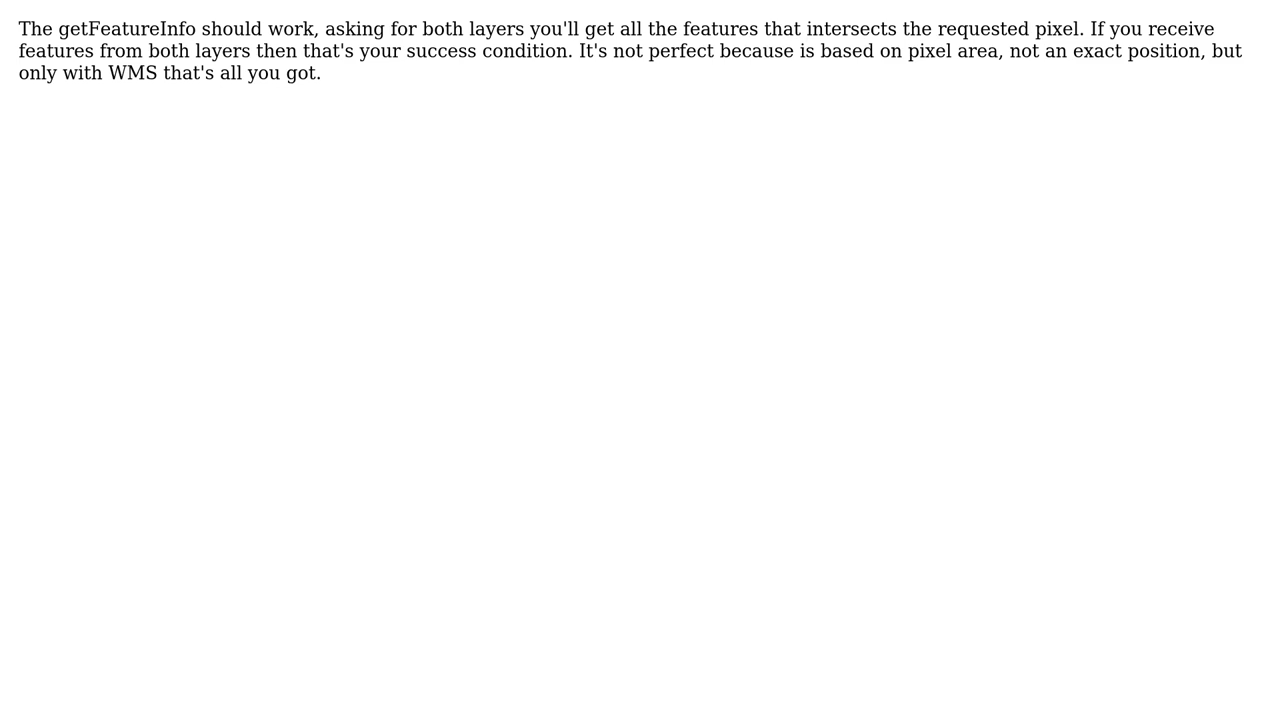 The getFeatureInfo should work, asking for both layers you'll get all the features that intersects the requested pixel. If you receive
features from both layers then that's your success condition. It's not perfect because is based on pixel area, not an exact position, but
only with WMS that's all you got.